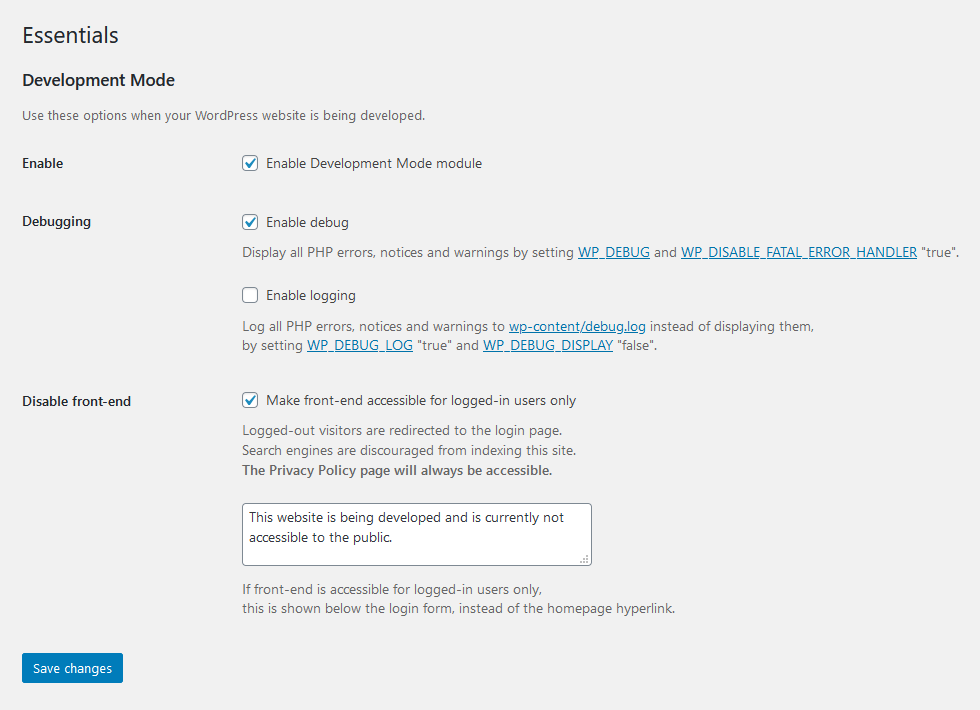 Essentials
Development Mode
Use these options when your WordPress website is being developed.
Enable
Enable Development Mode module
Debugging
Enable debug
Display all PHP errors, notices and warnings by setting WP_DEBUG and WP_DISABLE_FATAL_ERROR_HANDLER "true".
Enable logging
Log all PHP errors, notices and warnings to wp-content/debug.log instead of displaying them,
by setting WP_DEBUG_LOG "true" and WP_DEBUG_DISPLAY "false".
Disable front-end
Make front-end accessible for logged-in users only
Logged-out visitors are redirected to the login page.
Search engines are discouraged from indexing this site.
The Privacy Policy page will always be accessible.
This website is being developed and is currently not
accessible to the public.
If front-end is accessible for logged-in users only,
this is shown below the login form, instead of the homepage hyperlink.
Save changes